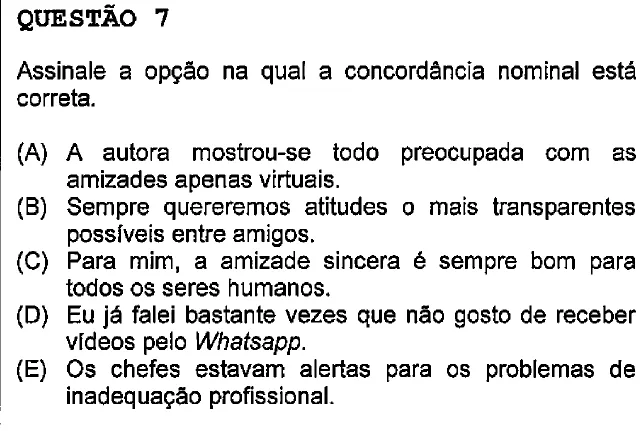 QUESTÃO 7
Assinale a opção na qual a concordância nominal está
correta.
(A) A autora mostrou-se todo preocupada com as
amizades apenas virtuais.
(B) Sempre quereremos atitudes o mais transparentes
possíveis entre amigos.
(C) Para mim, a amizade sincera é sempre bom para
todos os seres humanos.
(D) Eu já falei bastante vezes que não gosto de receber
vídeos pelo Whatsapp.
(E) Os chefes estavam alertas para os problemas de
inadequação profissional.